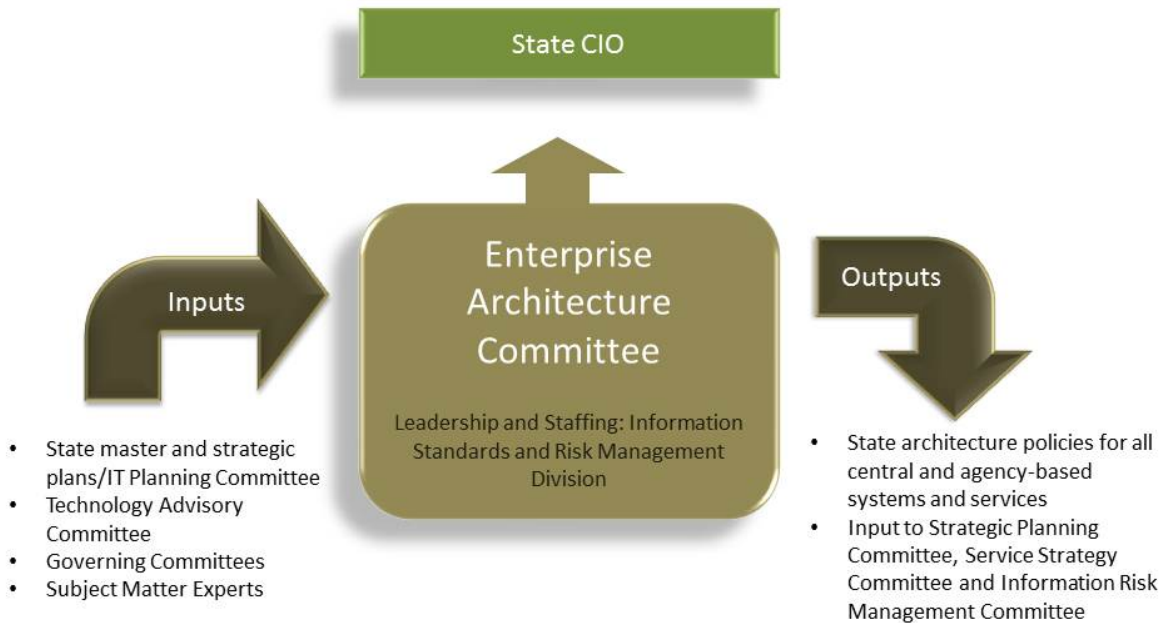 State CIO
Enterprise
Architecture
Committee
Leadership and Staffing: Information
Standards and Risk Management
Division
Inputs
• State master and strategic
plans/IT Planning Committee
• Technology Advisory
Committee
• Governing Committees
• Subject Matter Experts
Outputs
• State architecture policies for all
central and agency-based
systems and services
• Input to Strategic Planning
Committee, Service Strategy
Committee and Information Risk
Management Committee